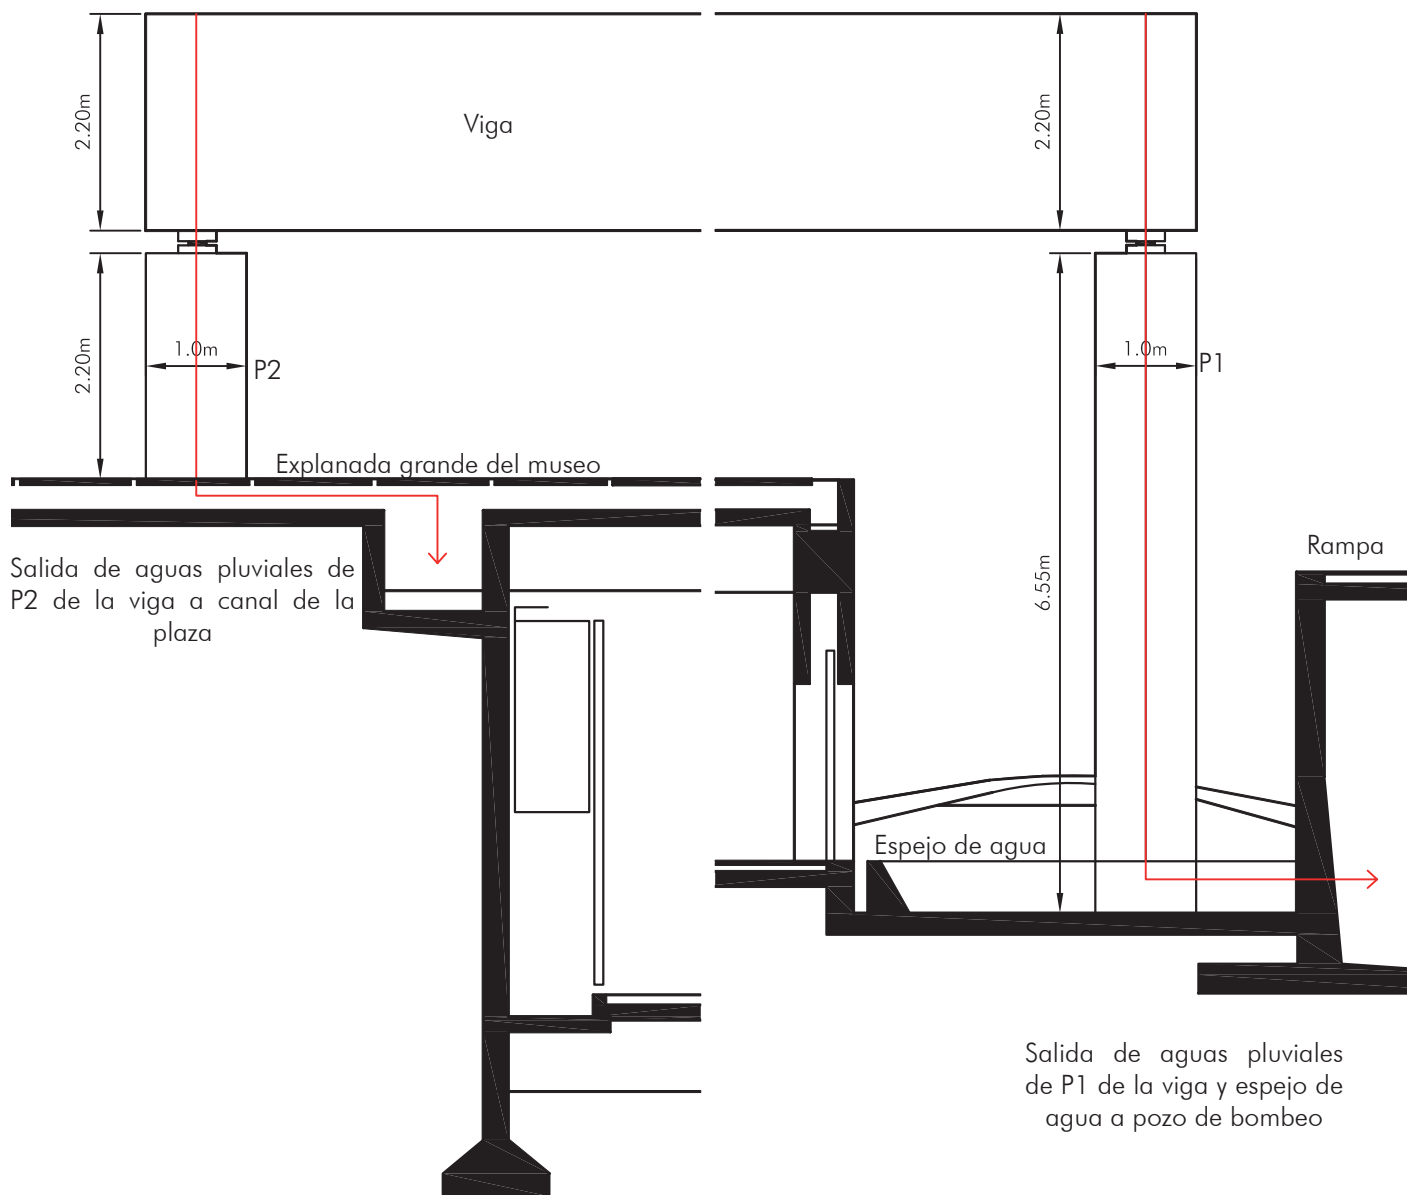 2.20m
Viga
2.20m
2.20m
1.0m
P2
1.0m
P1
Explanada grande del museo
6.55m
Rampa
Salida de aguas pluviales de
P2 de la viga a canal de la
plaza
Espejo de agua
Salida de aguas pluviales
de P1 de la viga y espejo de
agua a pozo de bombeo